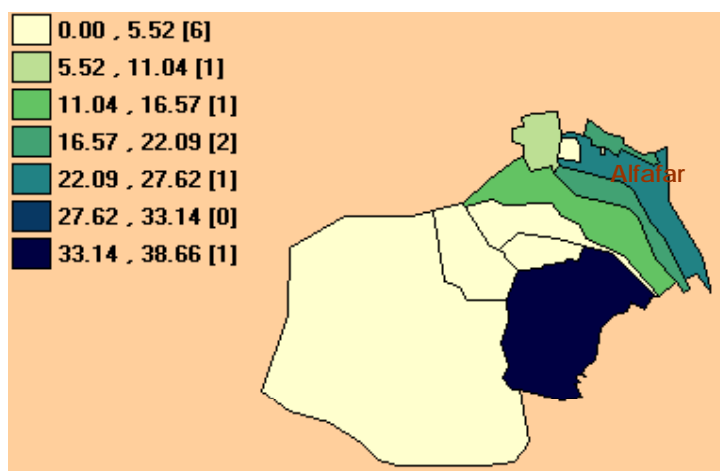 0.00 , 5.52 [6]
5.52 , 11.04 [1]
11.04 , 16.57 [1]
16.57 , 22.09 [2]
22.09 , 27.62 [1]
27.62 , 33.14 [0]
33.14 , 38.66 [1]
Alfafar